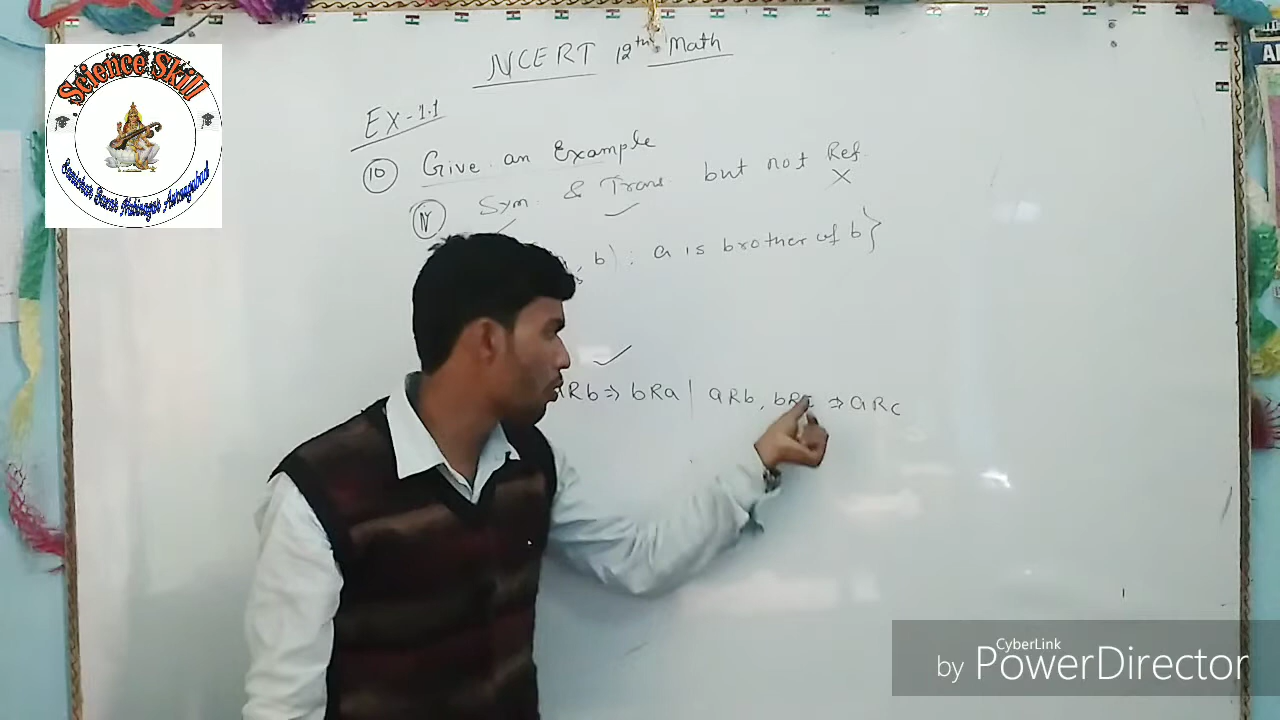 NCERT 12th Math
Science Skill
EX-1.1
10 Give an Example
Sym. & Trans. but not Ref.
, b) : a is brother of b}
aRb ⇒ bRa | aRb, bRc ⇒ aRc
by CyberLink PowerDirector